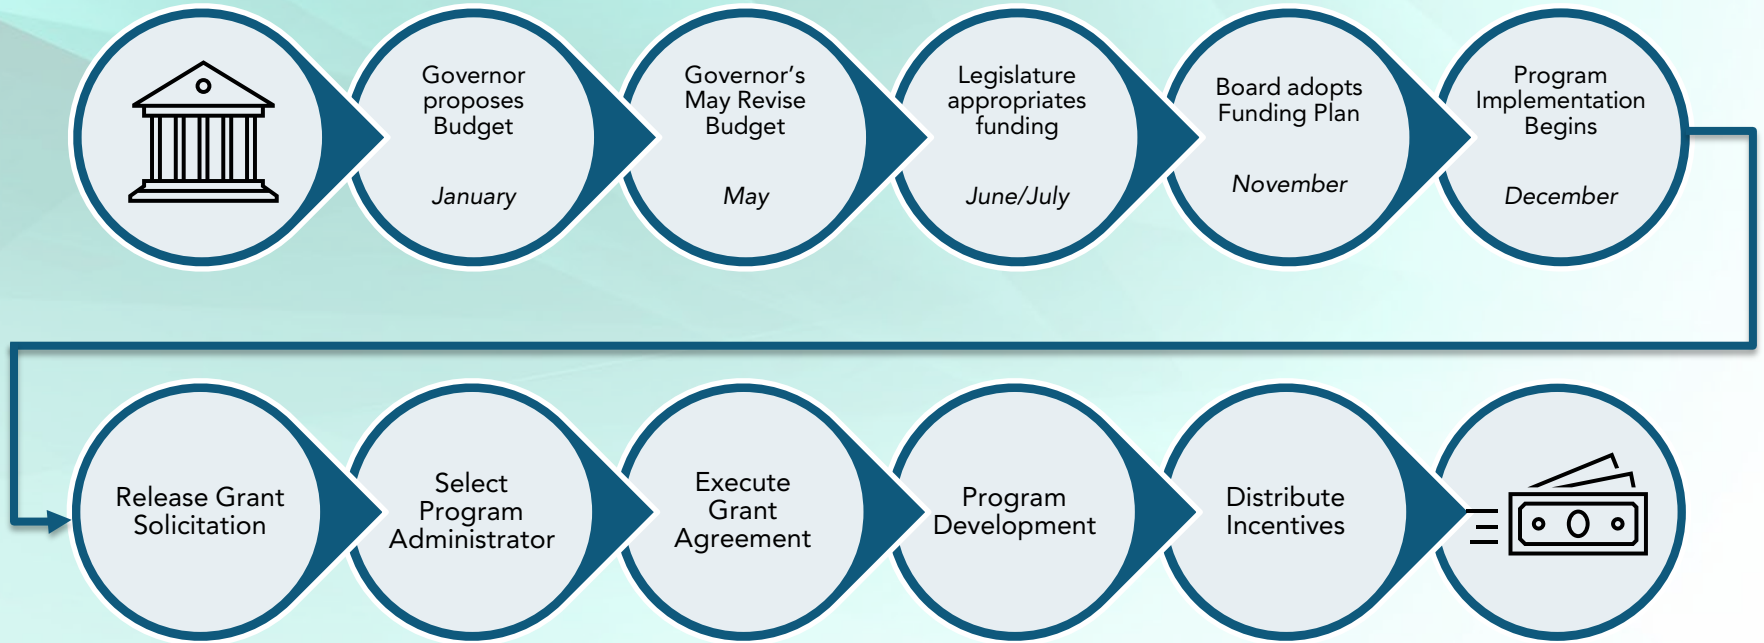 Governor
proposes
Budget
January
Governor's
May Revise
Budget
May
Legislature
appropriates
funding
June/July
Board adopts
Funding Plan
November
Program
Implementation
Begins
December
Release Grant
Solicitation
Select
Program
Administrator
Execute
Grant
Agreement
Program
Development
Distribute
Incentives